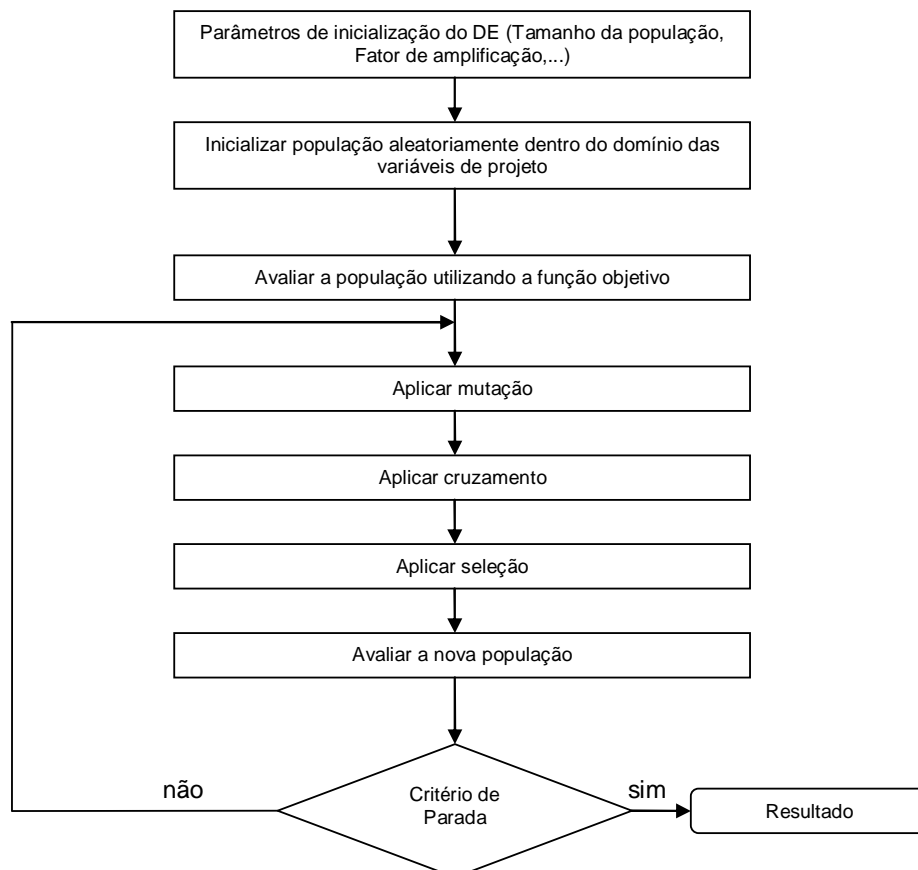 Parâmetros de inicialização do DE (Tamanho da população,
Fator de amplificação,...)
Inicializar população aleatoriamente dentro do domínio das
variáveis de projeto
Avaliar a população utilizando a função objetivo
Aplicar mutação
Aplicar cruzamento
Aplicar seleção
Avaliar a nova população
não
Critério de
Parada
sim
Resultado